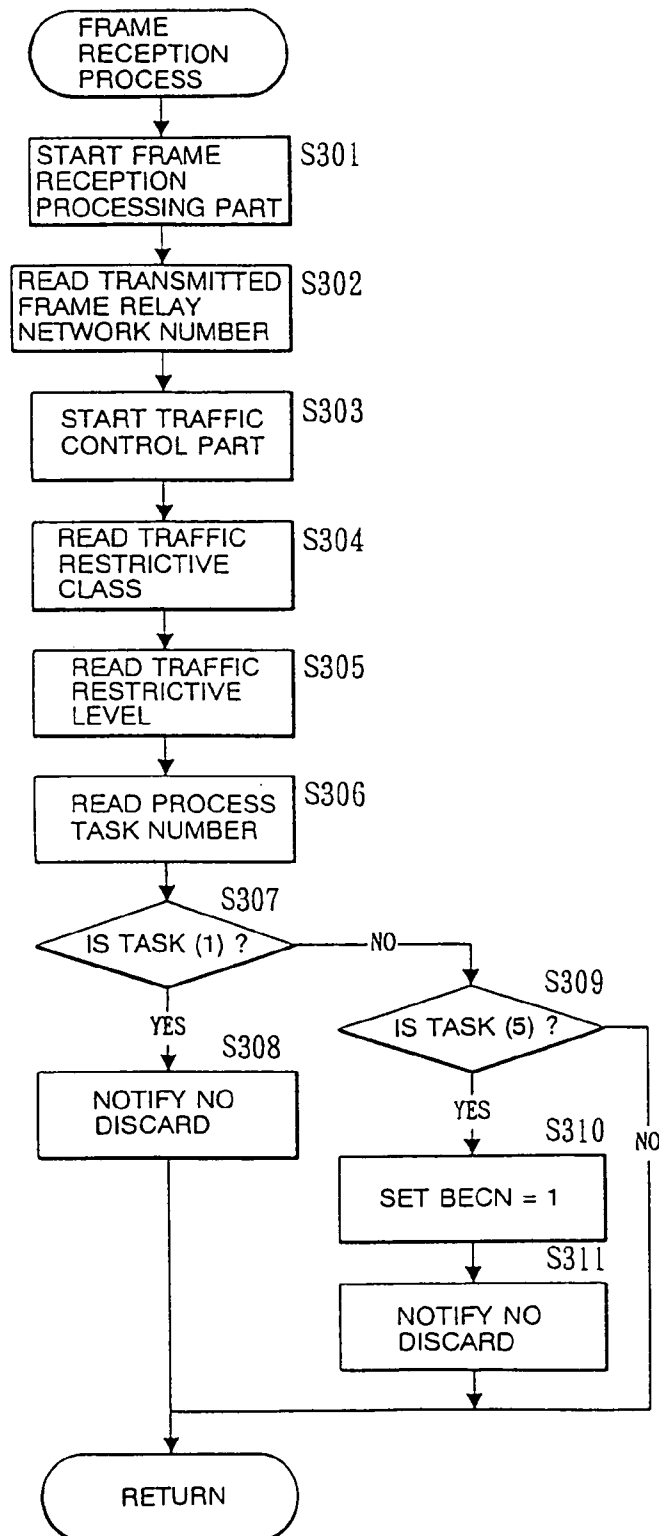 FRAME
RECEPTION
PROCESS
START FRAME
RECEPTION
PROCESSING PART
S301
READ TRANSMITTED
FRAME RELAY
NETWORK NUMBER
S302
START TRAFFIC
CONTROL PART
S303
READ TRAFFIC
RESTRICTIVE
CLASS
S304
READ TRAFFIC
RESTRICTIVE
LEVEL
S305
READ PROCESS
TASK NUMBER
S306
S307
IS TASK (1) ?
NO
YES
S308
NOTIFY NO
DISCARD
S309
IS TASK (5) ?
YES
NO
S310
SET BECN = 1
S311
NOTIFY NO
DISCARD
RETURN